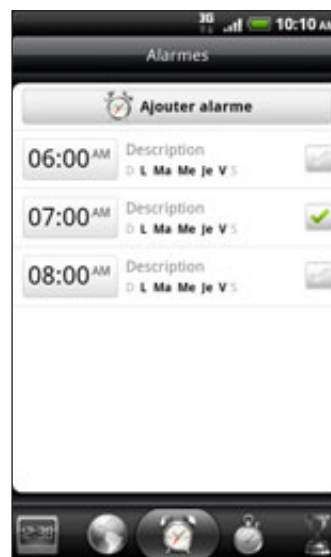 3G 10:10 AM
Alarmes
Ajouter alarme
06:00 AM Description
D L Ma Me Je V S
07:00 AM Description
D L Ma Me Je V S
08:00 AM Description
D L Ma Me Je V S